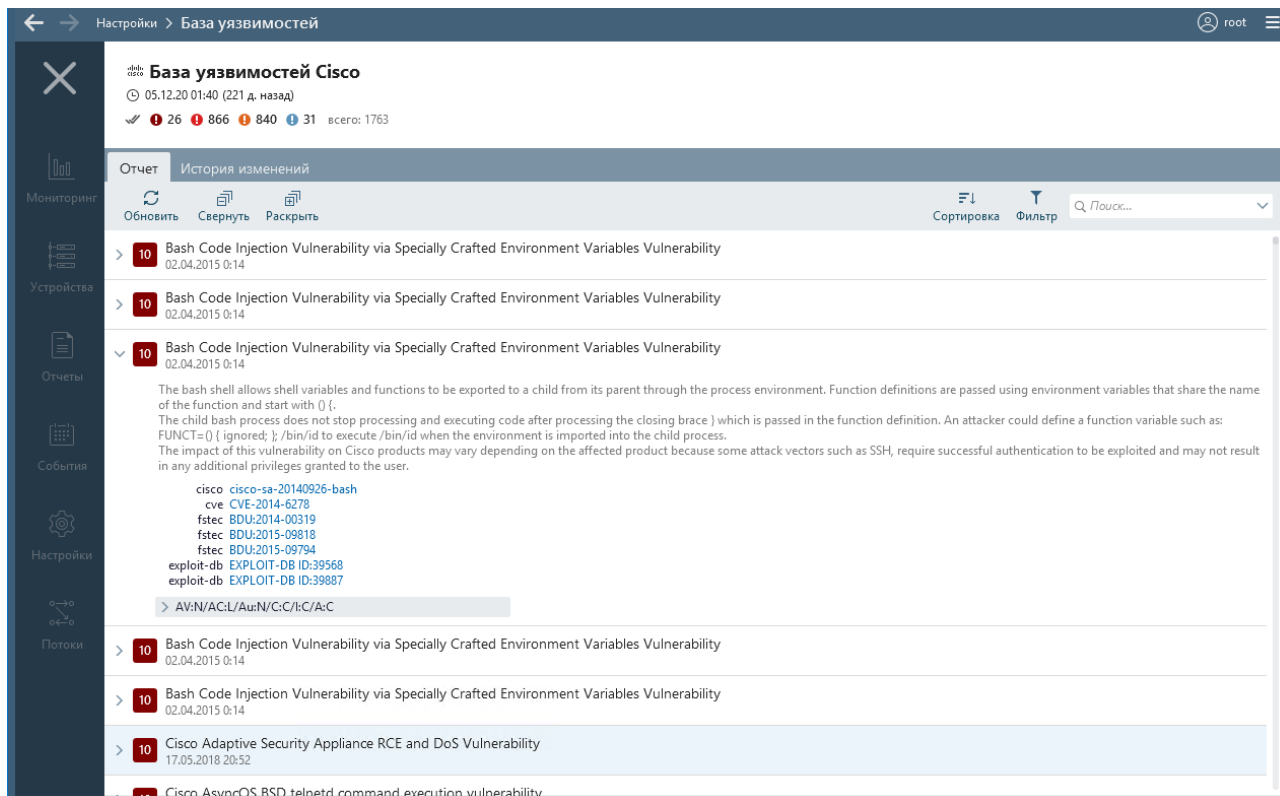 Настройки > База уязвимостей
root
База уязвимостей Cisco
05.12.20 01:40 (221 д. назад)
26 866 840 31 всего: 1763
Отчет История изменений
Обновить Свернуть Раскрыть Сортировка Фильтр Поиск...
Мониторинг
Устройства
Отчеты
События
Настройки
Потоки
10 Bash Code Injection Vulnerability via Specially Crafted Environment Variables Vulnerability
02.04.2015 0:14
10 Bash Code Injection Vulnerability via Specially Crafted Environment Variables Vulnerability
02.04.2015 0:14
10 Bash Code Injection Vulnerability via Specially Crafted Environment Variables Vulnerability
02.04.2015 0:14
The bash shell allows shell variables and functions to be exported to a child from its parent through the process environment. Function definitions are passed using environment variables that share the name
of the function and start with () {.
The child bash process does not stop processing and executing code after processing the closing brace } which is passed in the function definition. An attacker could define a function variable such as:
FUNCT=() { ignored; }; /bin/id to execute /bin/id when the environment is imported into the child process.
The impact of this vulnerability on Cisco products may vary depending on the affected product because some attack vectors such as SSH, require successful authentication to be exploited and may not result
in any additional privileges granted to the user.
cisco cisco-sa-20140926-bash
cve CVE-2014-6278
fstec BDU:2014-00319
fstec BDU:2015-09818
fstec BDU:2015-09794
exploit-db EXPLOIT-DB ID:39568
exploit-db EXPLOIT-DB ID:39887
AV:N/AC:L/Au:N/C:C/I:C/A:C
10 Bash Code Injection Vulnerability via Specially Crafted Environment Variables Vulnerability
02.04.2015 0:14
10 Bash Code Injection Vulnerability via Specially Crafted Environment Variables Vulnerability
02.04.2015 0:14
10 Cisco Adaptive Security Appliance RCE and DoS Vulnerability
17.05.2018 20:52
Cisco AsyncOS BSD telnetd command execution vulnerability